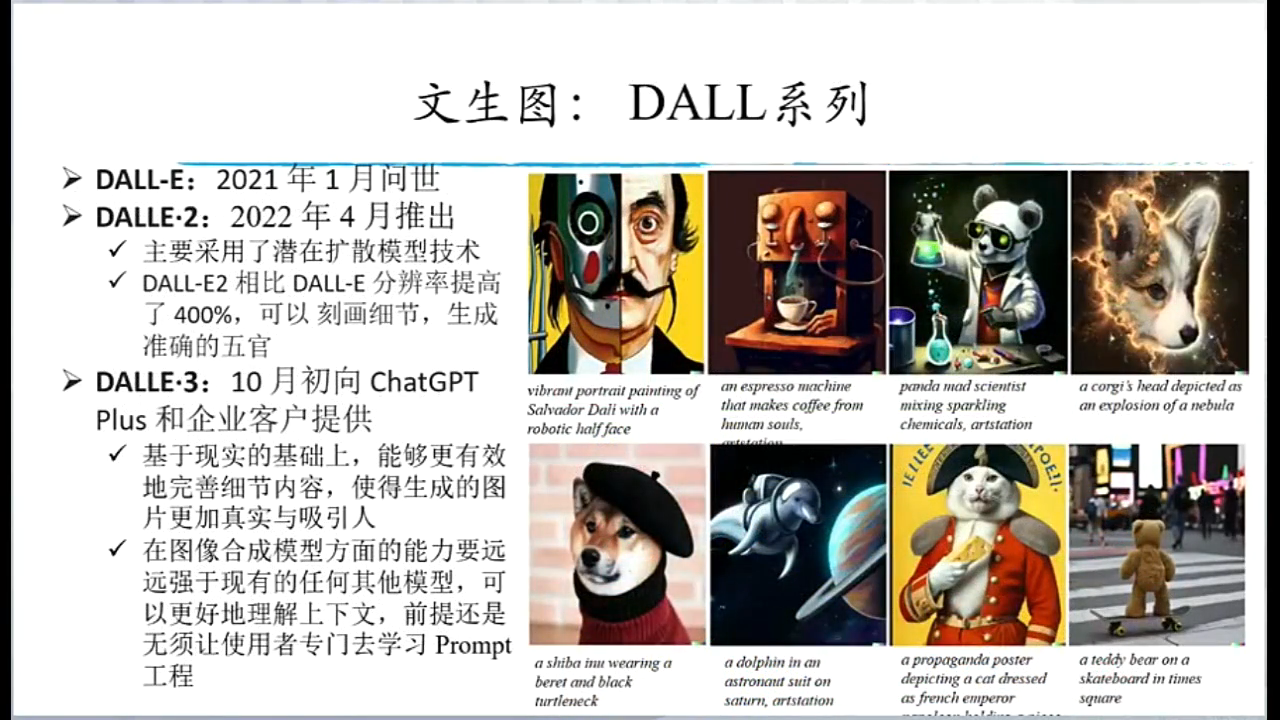 文生图： DALL系列
DALL-E：2021 年 1 月问世
DALLE·2：2022 年 4 月推出
主要采用了潜在扩散模型技术
DALL-E2 相比 DALL-E 分辨率提高
了 400%，可以 刻画细节，生成
准确的五官
DALLE·3：10 月初向 ChatGPT
Plus 和企业客户提供
基于现实的基础上，能够更有效
地完善细节内容，使得生成的图
片更加真实与吸引人
在图像合成模型方面的能力要远
远强于现有的任何其他模型，可
以更好地理解上下文，前提还是
无须让使用者专门去学习 Prompt
工程
vibrant portrait painting of
Salvador Dali with a
robotic half face
an espresso machine
that makes coffee from
human souls,
artstation
panda mad scientist
mixing sparkling
chemicals, artstation
a corgi's head depicted as
an explosion of a nebula
a shiba inu wearing a
beret and black
turtleneck
a dolphin in an
astronaut suit on
saturn, artstation
a propaganda poster
depicting a cat dressed
as french emperor
napoleon holding a piece
a teddy bear on a
skateboard in times
square